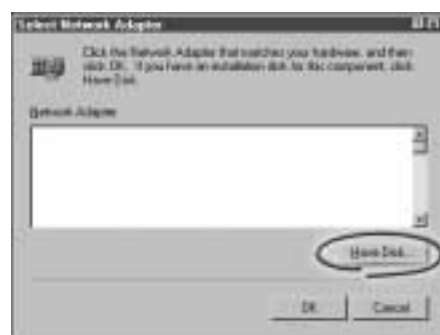 Select Network Adapter
Click the Network Adapter that matches your hardware, and then
click OK. If you have an installation disk for this component, click
Have Disk.
Network Adapter
Have Disk...
OK
Cancel